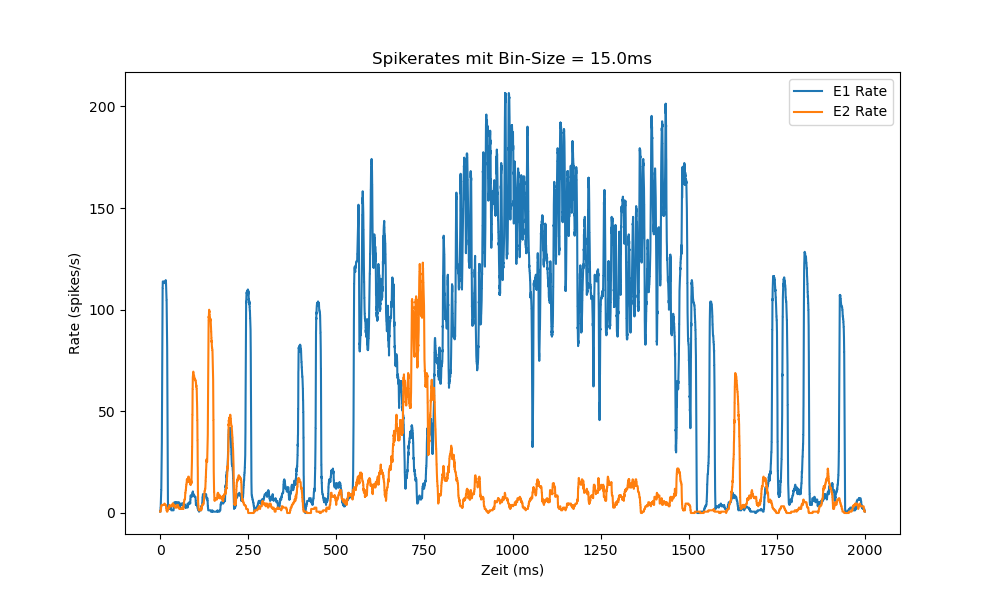 Spikerates mit Bin-Size = 15.0ms
E1 Rate
E2 Rate
200
150
100
50
0
Rate (spikes/s)
0 250 500 750 1000 1250 1500 1750 2000
Zeit (ms)